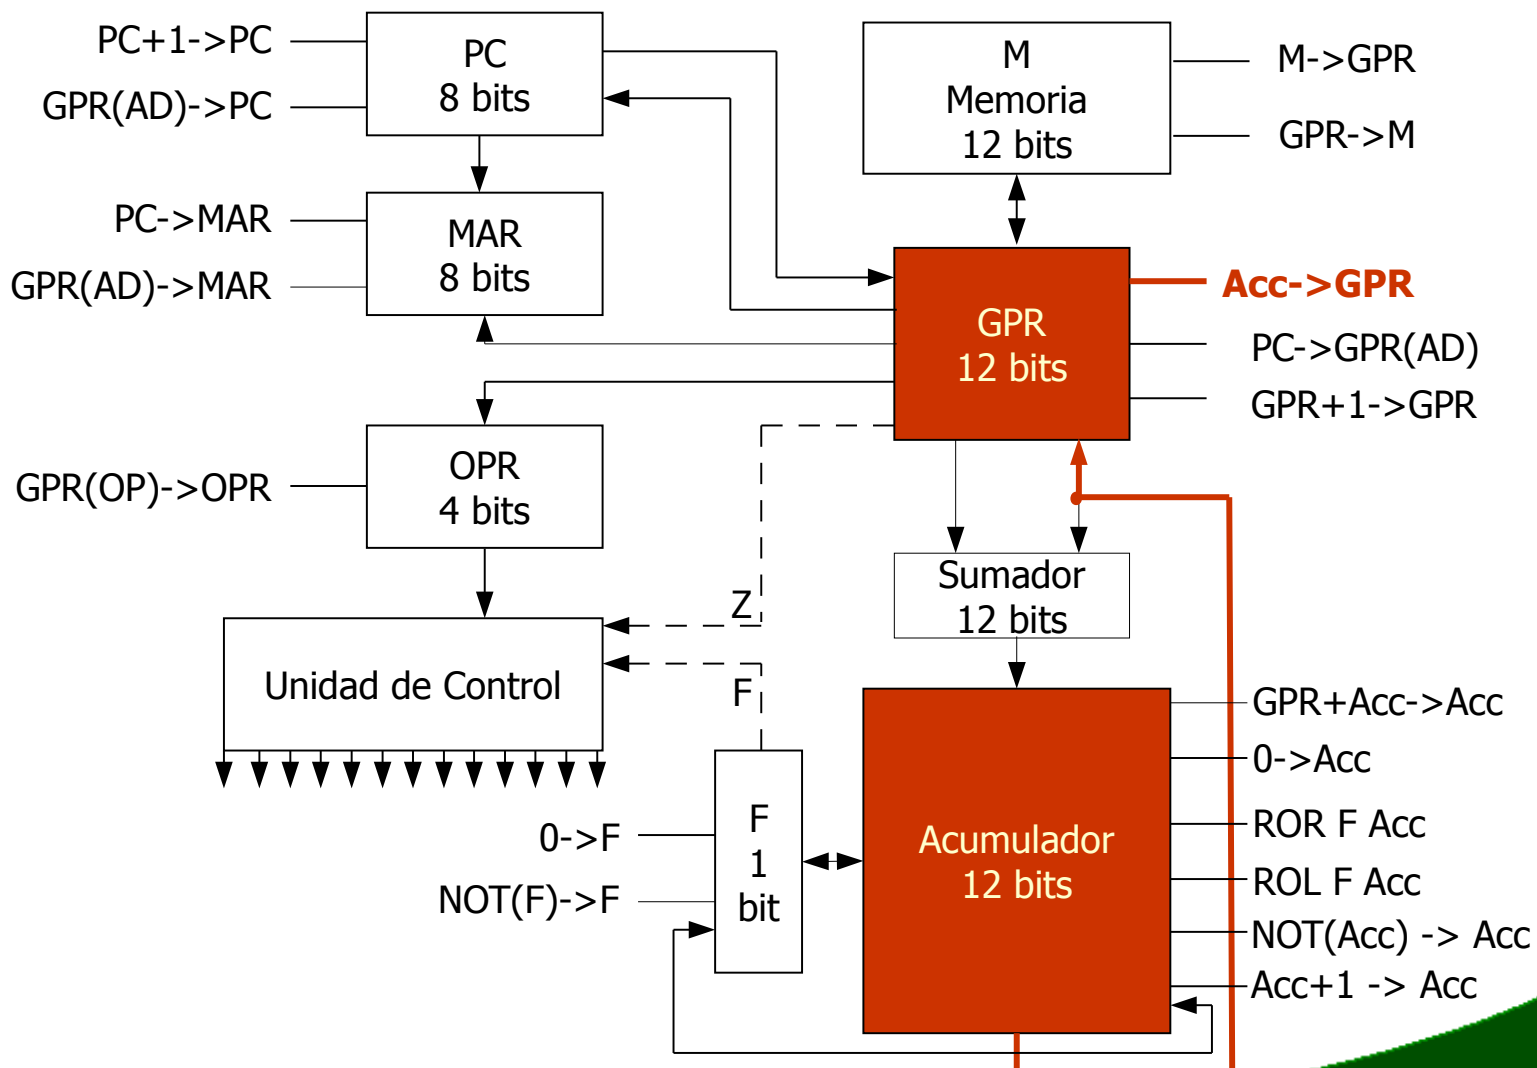 PC+1->PC
GPR(AD)->PC
PC
8 bits
M
Memoria
12 bits
M->GPR
GPR->M
PC->MAR
GPR(AD)->MAR
MAR
8 bits
GPR
12 bits
Acc->GPR
PC->GPR(AD)
GPR+1->GPR
GPR(OP)->OPR
OPR
4 bits
Sumador
12 bits
Z
F
Unidad de Control
0->F
NOT(F)->F
F
1
bit
Acumulador
12 bits
GPR+Acc->Acc
0->Acc
ROR F Acc
ROL F Acc
NOT(Acc) -> Acc
Acc+1 -> Acc